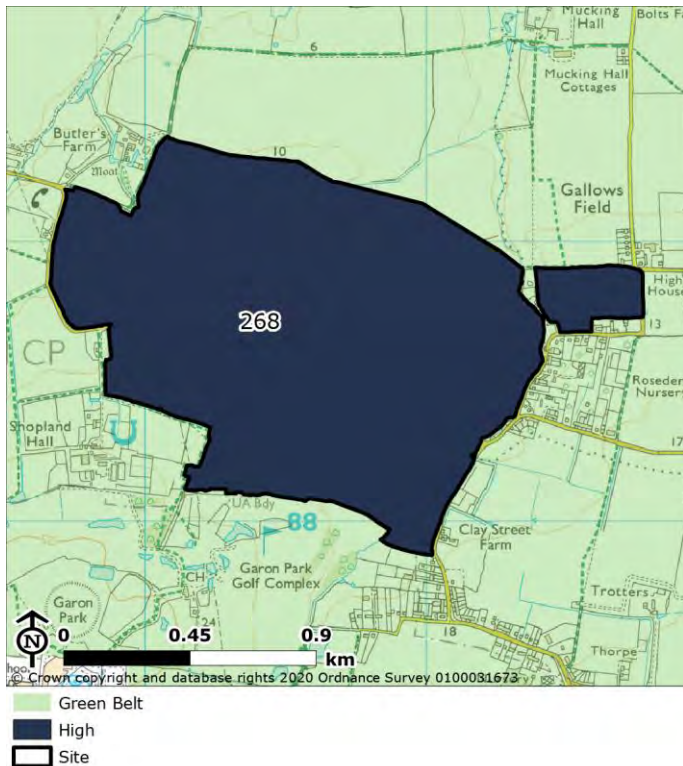 Mucking
Hall
Bolts Fa
6
Mucking Hall
Cottages
Butler's
Farm
10
Moat
Gallows
Field
High
House
268
13
CP
Rosede
Nursery
Shopland
Hall
17
UA Bdy
88
Clay Street
Farm
Garon Park
Golf Complex
CH
Trotters
Garon
Park
24
N
0 0.45 0.9
18
Thorpe
km
© Crown copyright and database rights 2020 Ordnance Survey 0100031673
Green Belt
High
Site